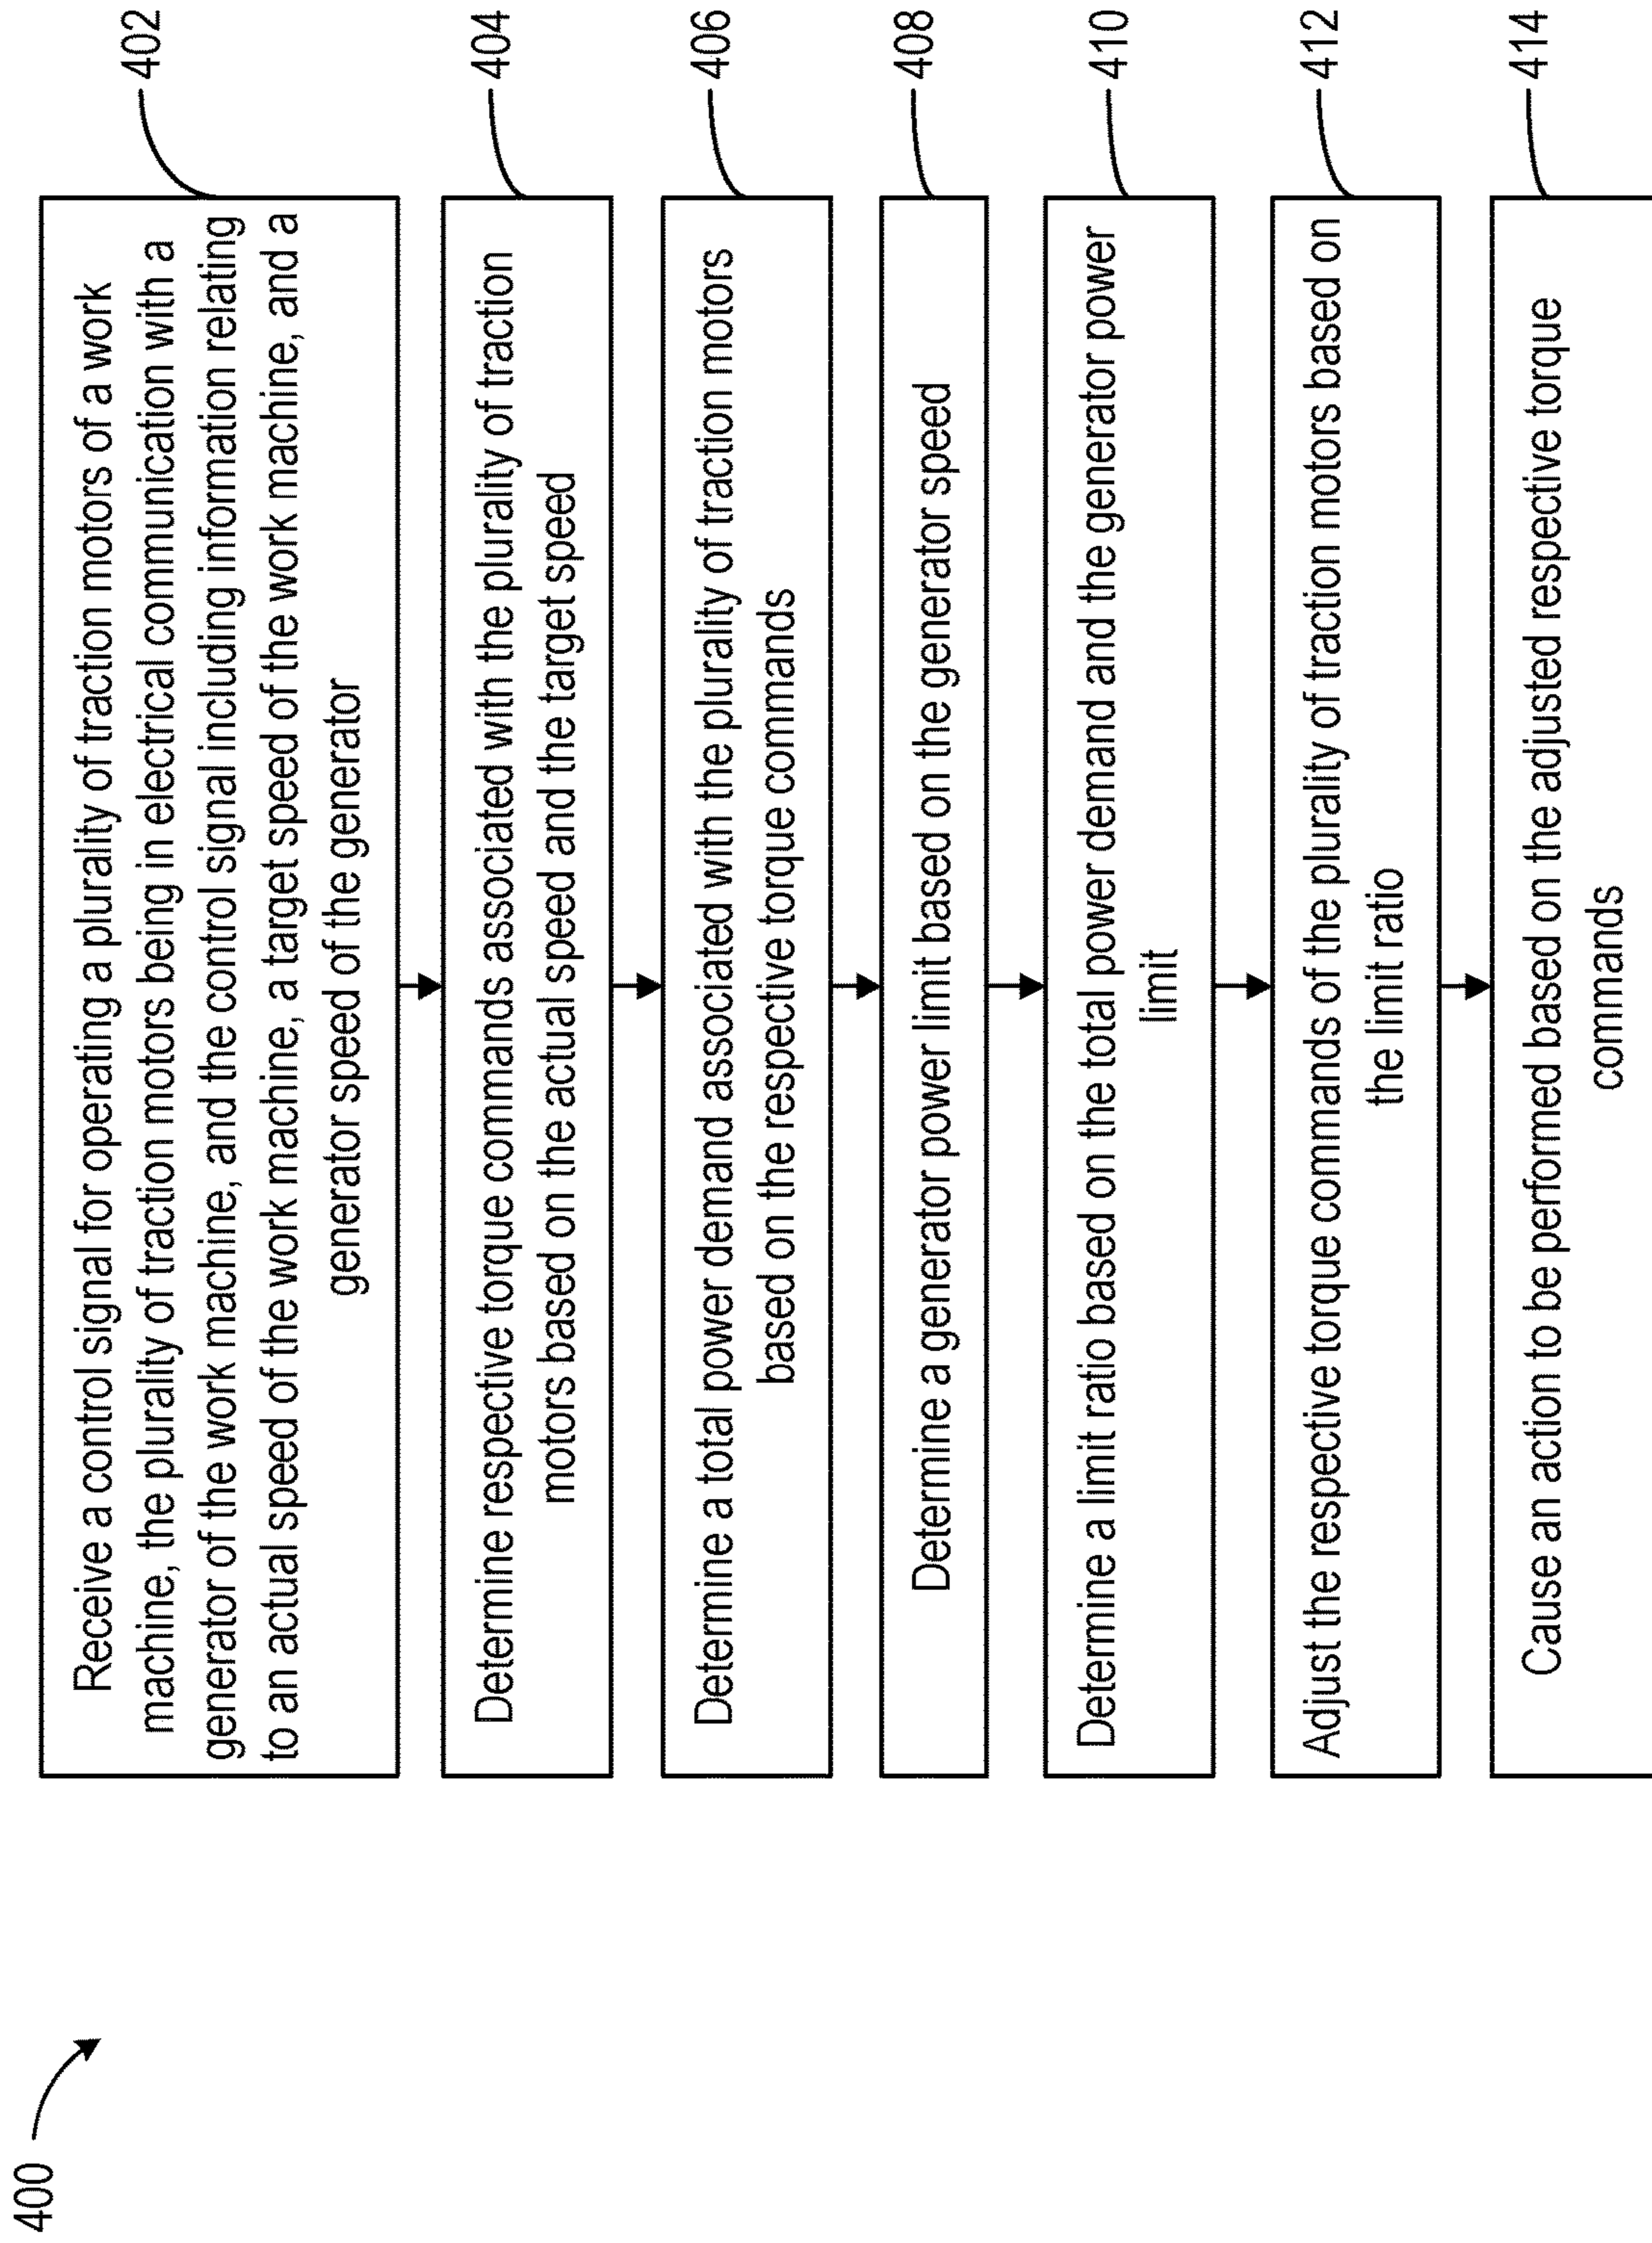 400
Receive a control signal for operating a plurality of traction motors of a work
machine, the plurality of traction motors being in electrical communication with a
generator of the work machine, and the control signal including information relating
to an actual speed of the work machine, a target speed of the work machine, and a
generator speed of the generator
402
Determine respective torque commands associated with the plurality of traction
motors based on the actual speed and the target speed
404
Determine a total power demand associated with the plurality of traction motors
based on the respective torque commands
406
Determine a generator power limit based on the generator speed
408
Determine a limit ratio based on the total power demand and the generator power
limit
410
Adjust the respective torque commands of the plurality of traction motors based on
the limit ratio
412
Cause an action to be performed based on the adjusted respective torque
commands
414